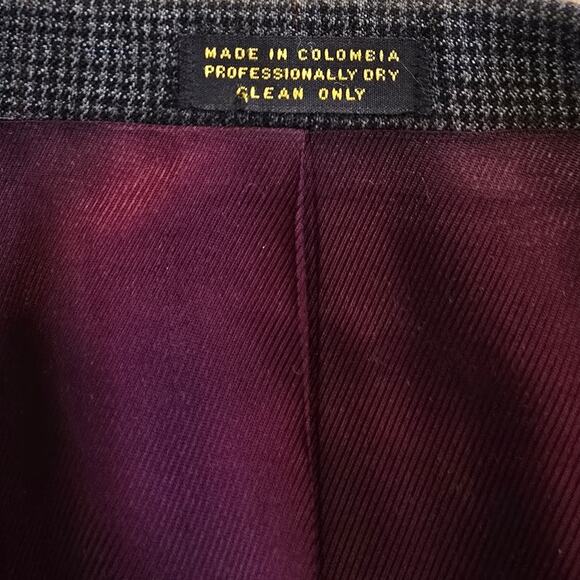 MADE IN COLOMBIA
PROFESSIONALLY DRY
CLEAN ONLY